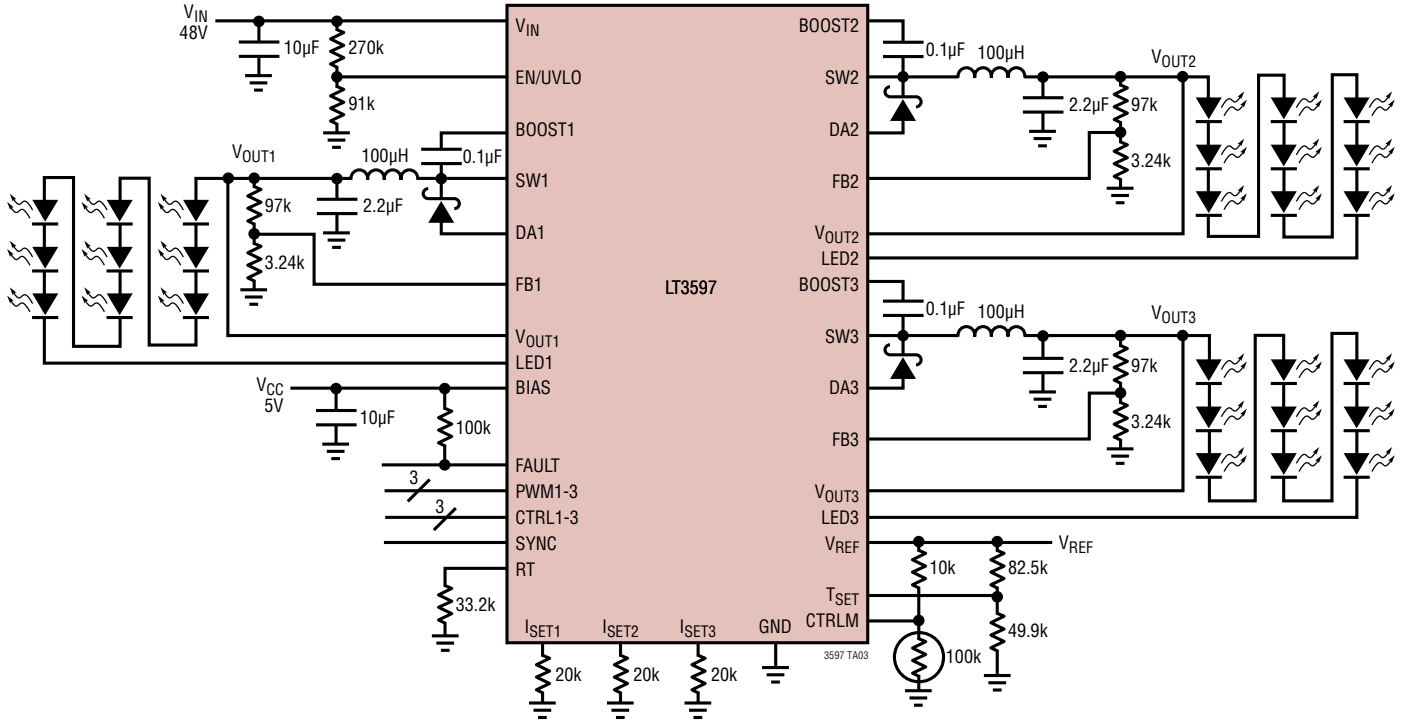 VIN
48V
10µF
270k
91k
VOUT1
100µH
0.1µF
97k
2.2µF
3.24k
VCC
5V
10µF
100k
3
3
33.2k
VIN
EN/UVLO
BOOST1
SW1
DA1
FB1
VOUT1
LED1
BIAS
FAULT
PWM1-3
CTRL1-3
SYNC
RT
ISET1
ISET2
ISET3
GND
20k
20k
20k
LT3597
BOOST2
SW2
DA2
FB2
VOUT2
LED2
BOOST3
SW3
DA3
FB3
VOUT3
LED3
VREF
TSET
CTRLM
3597 TA03
0.1µF
100µH
VOUT2
2.2µF
97k
3.24k
0.1µF
100µH
VOUT3
2.2µF
97k
3.24k
VREF
10k
82.5k
49.9k
100k